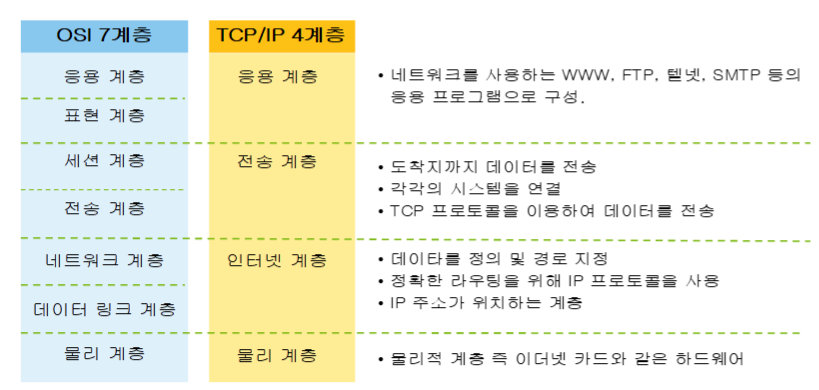 OSI 7계층
TCP/IP 4계층
응용 계층
응용 계층
• 네트워크를 사용하는 WWW, FTP, 텔넷, SMTP 등의
응용 프로그램으로 구성.
표현 계층
세션 계층
전송 계층
• 도착지까지 데이터를 전송
• 각각의 시스템을 연결
• TCP 프로토콜을 이용하여 데이터를 전송
전송 계층
네트워크 계층
인터넷 계층
• 데이타를 정의 및 경로 지정
• 정확한 라우팅을 위해 IP 프로토콜을 사용
• IP 주소가 위치하는 계층
데이터 링크 계층
물리 계층
물리 계층
• 물리적 계층 즉 이더넷 카드와 같은 하드웨어